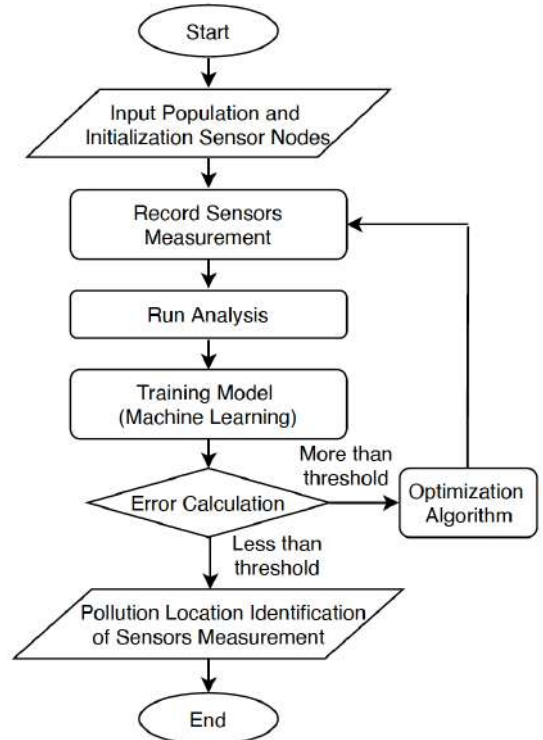 Start
Input Population and
Initialization Sensor Nodes
Record Sensors
Measurement
Run Analysis
Training Model
(Machine Learning)
More than
threshold
Error Calculation
Optimization
Algorithm
Less than
threshold
Pollution Location Identification
of Sensors Measurement
End